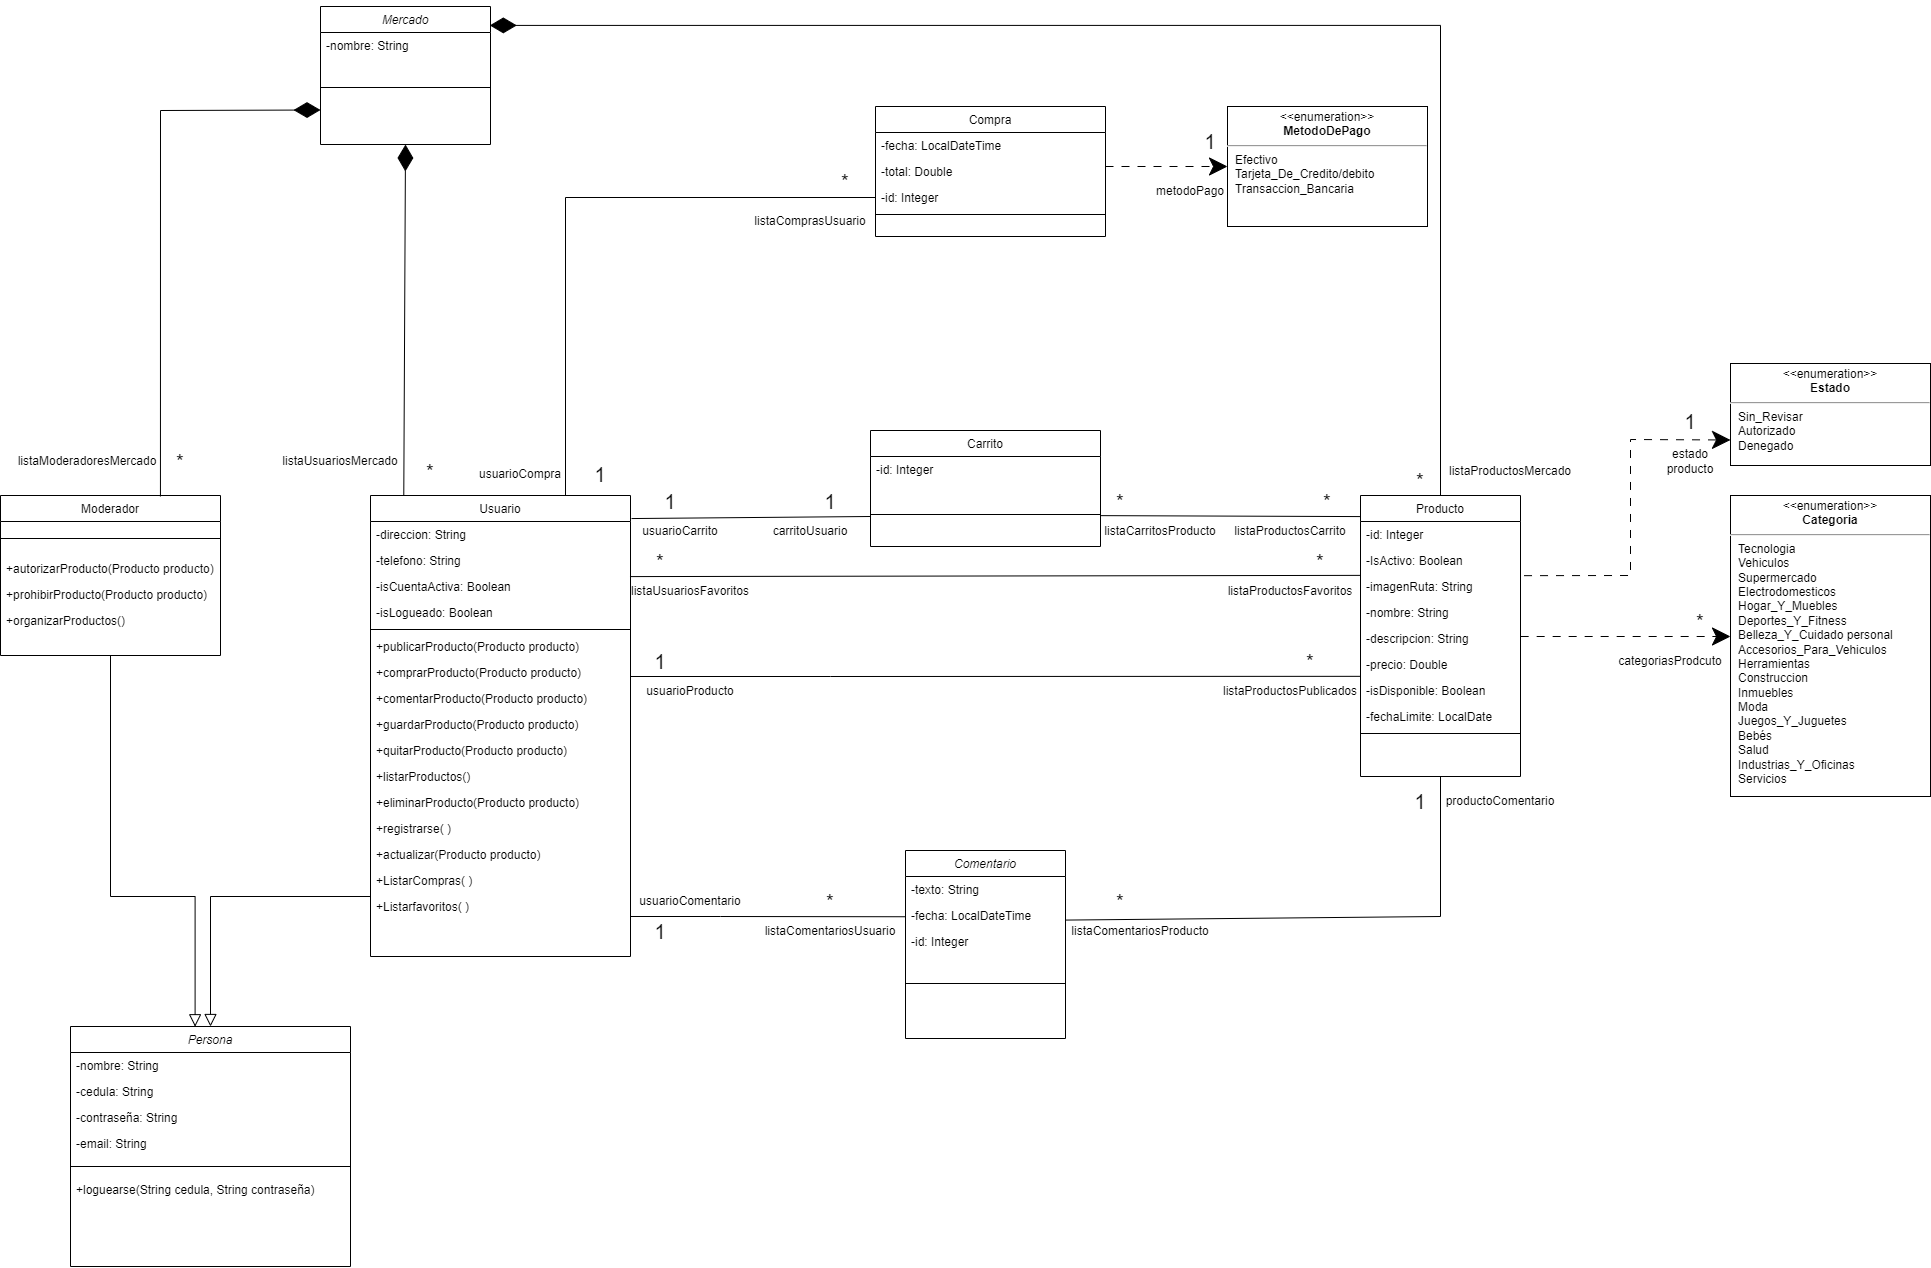 Mercado
-nombre: String
Compra
-fecha: LocalDateTime
-total: Double
-id: Integer
<<enumeration>>
MetodoDePago
Efectivo
Tarjeta_De_Credito/debito
Transaccion_Bancaria
1
metodoPago
*
listaComprasUsuario
<<enumeration>>
Estado
Sin_Revisar
Autorizado
Denegado
1
estado
producto
listaModeradoresMercado
*
listaUsuariosMercado
*
usuarioCompra
1
*
listaProductosMercado
Moderador
+autorizarProducto(Producto producto)
+prohibirProducto(Producto producto)
+organizarProductos()
Usuario
-direccion: String
-telefono: String
-isCuentaActiva: Boolean
-isLogueado: Boolean
+publicarProducto(Producto producto)
+comprarProducto(Producto producto)
+comentarProducto(Producto producto)
+guardarProducto(Producto producto)
+quitarProducto(Producto producto)
+listarProductos()
+eliminarProducto(Producto producto)
+registrarse( )
+actualizar(Producto producto)
+ListarCompras( )
+Listarfavoritos( )
Carrito
-id: Integer
1
usuarioCarrito
1
carritoUsuario
*
listaCarritosProducto
*
listaProductosCarrito
*
listaUsuariosFavoritos
*
listaProductosFavoritos
1
usuarioProducto
*
listaProductosPublicados
Producto
-id: Integer
-IsActivo: Boolean
-imagenRuta: String
-nombre: String
-descripcion: String
-precio: Double
-isDisponible: Boolean
-fechaLimite: LocalDate
<<enumeration>>
Categoria
Tecnologia
Vehiculos
Supermercado
Electrodomesticos
Hogar_Y_Muebles
Deportes_Y_Fitness
Belleza_Y_Cuidado personal
Accesorios_Para_Vehiculos
Herramientas
Construccion
Inmuebles
Moda
Juegos_Y_Juguetes
Bebés
Salud
Industrias_Y_Oficinas
Servicios
*
categoriasProdcuto
1
productoComentario
Comentario
-texto: String
-fecha: LocalDateTime
-id: Integer
usuarioComentario
1
*
listaComentariosUsuario
*
listaComentariosProducto
Persona
-nombre: String
-cedula: String
-contraseña: String
-email: String
+loguearse(String cedula, String contraseña)